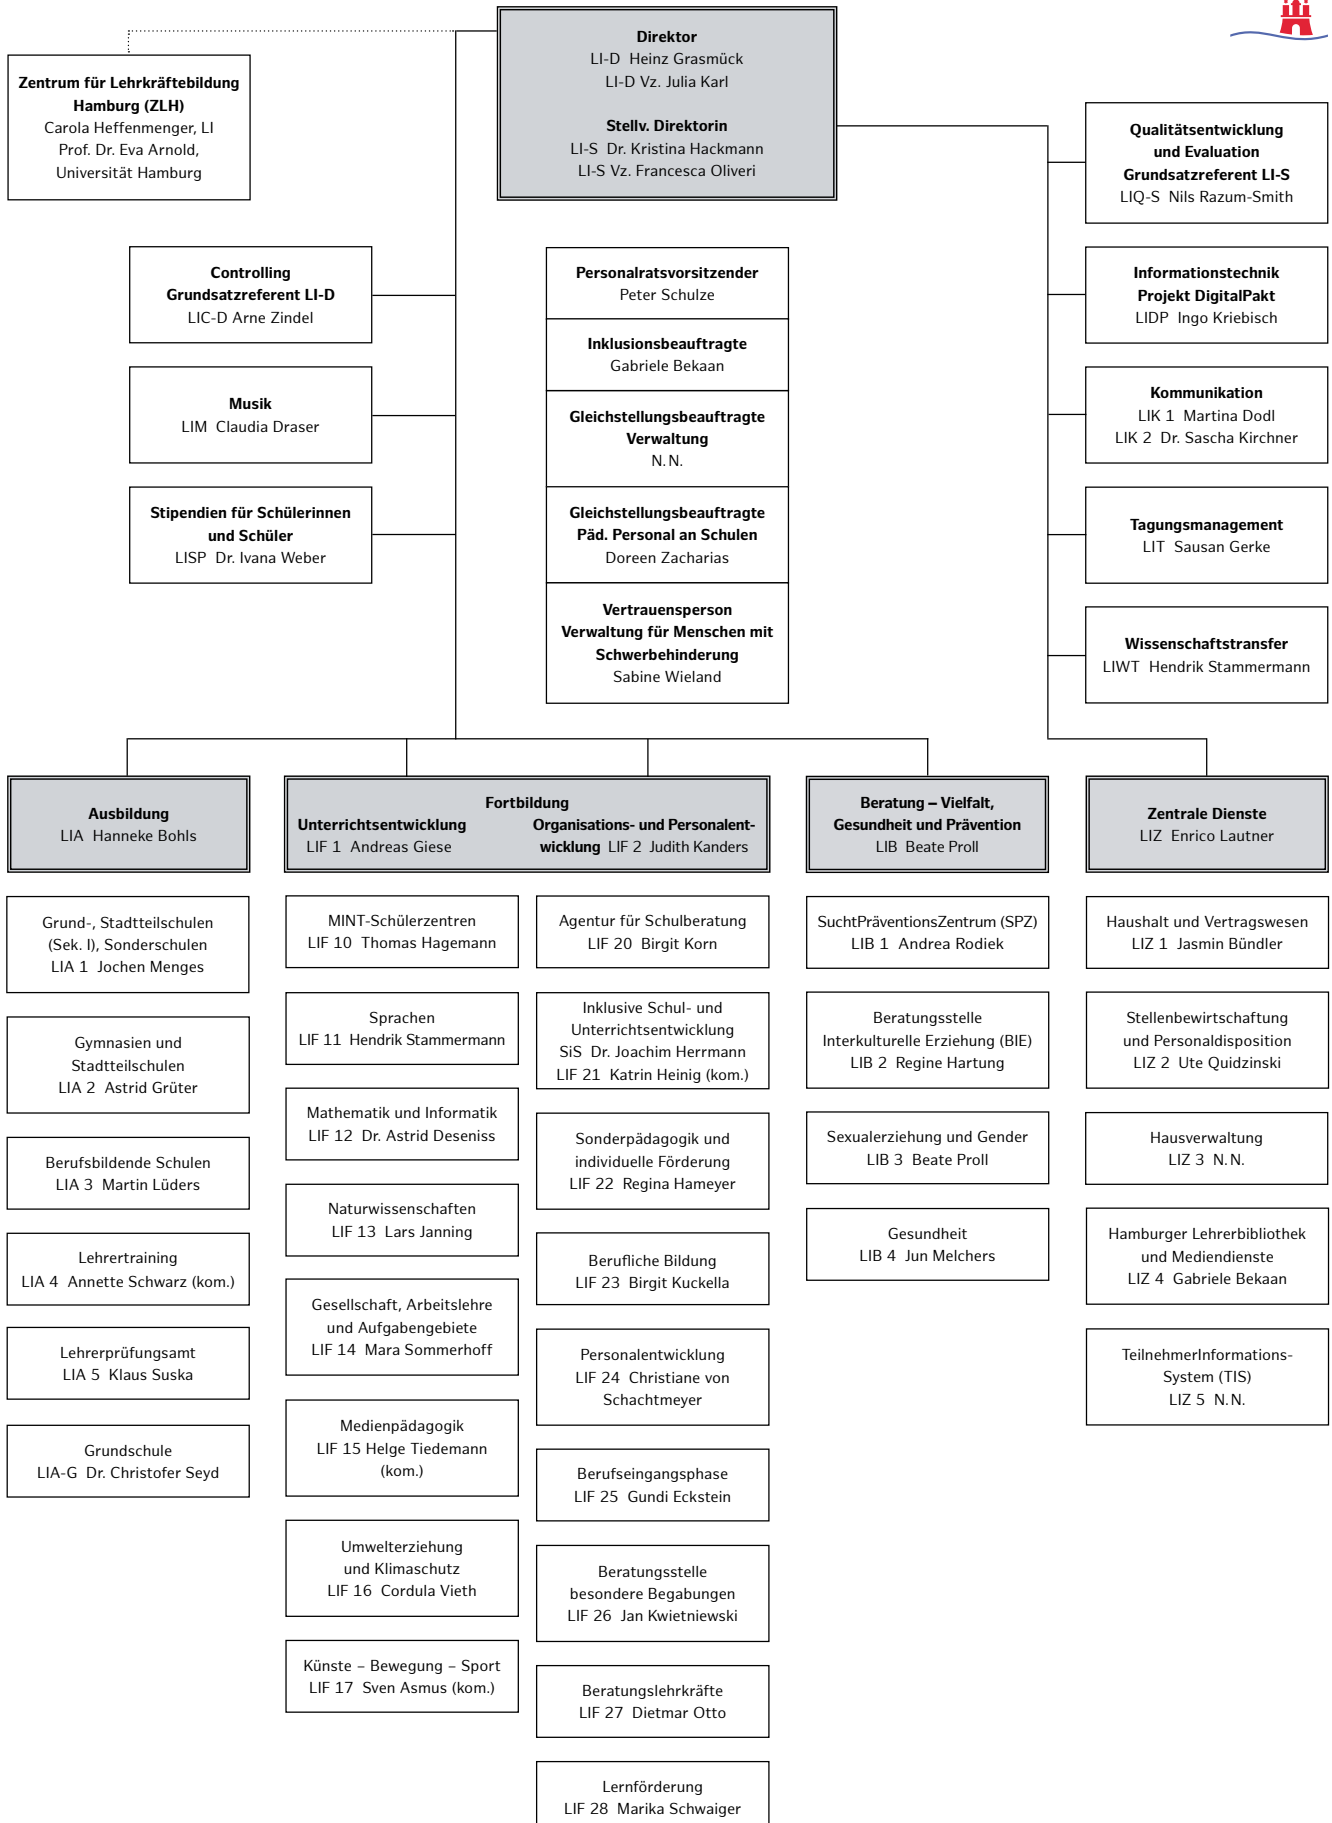 Direktor
LI-D Heinz Grasmück
LI-D Vz. Julia Karl
Stellv. Direktorin
LI-S Dr. Kristina Hackmann
LI-S Vz. Francesca Oliveri
Zentrum für Lehrkräftebildung
Hamburg (ZLH)
Carola Heffenmenger, LI
Prof. Dr. Eva Arnold,
Universität Hamburg
Controlling
Grundsatzreferent LI-D
LIC-D Arne Zindel
Musik
LIM Claudia Draser
Stipendien für Schülerinnen
und Schüler
LISP Dr. Ivana Weber
Personalratsvorsitzender
Peter Schulze
Inklusionsbeauftragte
Gabriele Bekaan
Gleichstellungsbeauftragte
Verwaltung
N. N.
Gleichstellungsbeauftragte
Päd. Personal an Schulen
Doreen Zacharias
Vertrauensperson
Verwaltung für Menschen mit
Schwerbehinderung
Sabine Wieland
Qualitätsentwicklung
und Evaluation
Grundsatzreferent LI-S
LIQ-S Nils Razum-Smith
Informationstechnik
Projekt DigitalPakt
LIDP Ingo Kriebisch
Kommunikation
LIK 1 Martina Dodl
LIK 2 Dr. Sascha Kirchner
Tagungsmanagement
LIT Sausan Gerke
Wissenschaftstransfer
LIWT Hendrik Stammermann
Ausbildung
LIA Hanneke Bohls
Grund-, Stadtteilschulen
(Sek. I), Sonderschulen
LIA 1 Jochen Menges
Gymnasien und
Stadtteilschulen
LIA 2 Astrid Grüter
Berufsbildende Schulen
LIA 3 Martin Lüders
Lehrertraining
LIA 4 Annette Schwarz (kom.)
Lehrerprüfungsamt
LIA 5 Klaus Suska
Grundschule
LIA-G Dr. Christofer Seyd
Fortbildung
Unterrichtsentwicklung
LIF 1 Andreas Giese
Organisations- und Personalent-
wicklung LIF 2 Judith Kanders
MINT-Schülerzentren
LIF 10 Thomas Hagemann
Sprachen
LIF 11 Hendrik Stammermann
Mathematik und Informatik
LIF 12 Dr. Astrid Deseniss
Naturwissenschaften
LIF 13 Lars Janning
Gesellschaft, Arbeitslehre
und Aufgabengebiete
LIF 14 Mara Sommerhoff
Medienpädagogik
LIF 15 Helge Tiedemann
(kom.)
Umwelterziehung
und Klimaschutz
LIF 16 Cordula Vieth
Künste – Bewegung – Sport
LIF 17 Sven Asmus (kom.)
Agentur für Schulberatung
LIF 20 Birgit Korn
Inklusive Schul- und
Unterrichtsentwicklung
SiS Dr. Joachim Herrmann
LIF 21 Katrin Heinig (kom.)
Sonderpädagogik und
individuelle Förderung
LIF 22 Regina Hameyer
Berufliche Bildung
LIF 23 Birgit Kuckella
Personalentwicklung
LIF 24 Christiane von
Schachtmeyer
Berufseingangsphase
LIF 25 Gundi Eckstein
Beratungsstelle
besondere Begabungen
LIF 26 Jan Kwietniewski
Beratungslehrkräfte
LIF 27 Dietmar Otto
Lernförderung
LIF 28 Marika Schwaiger
Beratung – Vielfalt,
Gesundheit und Prävention
LIB Beate Proll
SuchtPräventionsZentrum (SPZ)
LIB 1 Andrea Rodiek
Beratungsstelle
Interkulturelle Erziehung (BIE)
LIB 2 Regine Hartung
Sexualerziehung und Gender
LIB 3 Beate Proll
Gesundheit
LIB 4 Jun Melchers
Zentrale Dienste
LIZ Enrico Lautner
Haushalt und Vertragswesen
LIZ 1 Jasmin Bündler
Stellenbewirtschaftung
und Personaldisposition
LIZ 2 Ute Quidzinski
Hausverwaltung
LIZ 3 N. N.
Hamburger Lehrerbibliothek
und Mediendienste
LIZ 4 Gabriele Bekaan
TeilnehmerInformations-
System (TIS)
LIZ 5 N. N.